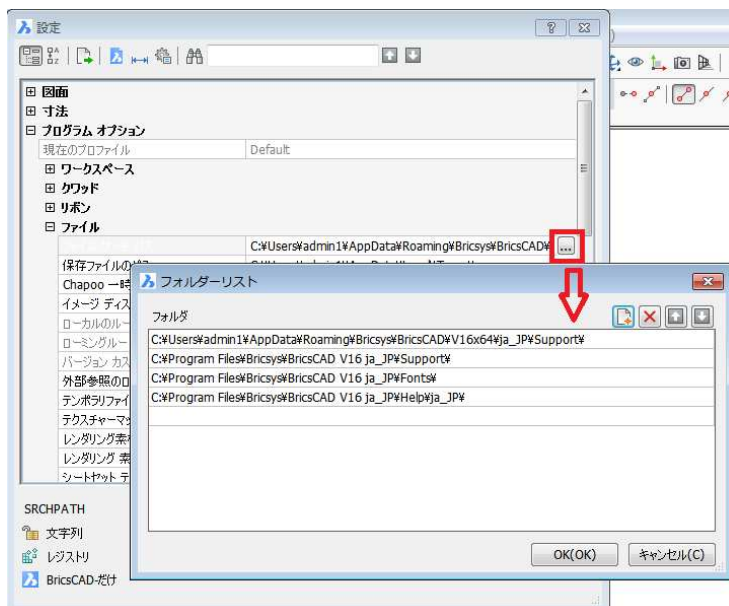 設定
図面
寸法
プログラム オプション
現在のプロファイル Default
ワークスペース
クワッド
リボン
ファイル
C:¥Users¥admin1¥AppData¥Roaming¥Bricsys¥BricsCAD¥ ...
保存ファイルの
Chapoo 一時
フォルダーリスト
イメージ ディス
ローカルのルー
フォルダ
ローミングルー
バージョン カス
外部参照のロ
テンポラリファイ
テクスチャーマッ
レンダリング素材
レンダリング 素
シートセット テ
C:¥Users¥admin1¥AppData¥Roaming¥Bricsys¥BricsCAD¥V16x64¥ja_JP¥Support¥
C:¥Program Files¥Bricsys¥BricsCAD V16 ja_JP¥Support¥
C:¥Program Files¥Bricsys¥BricsCAD V16 ja_JP¥Fonts¥
C:¥Program Files¥Bricsys¥BricsCAD V16 ja_JP¥Help¥ja_JP¥
OK(OK) キャンセル(C)
SRCHPATH
文字列
レジストリ
BricsCAD-だけ